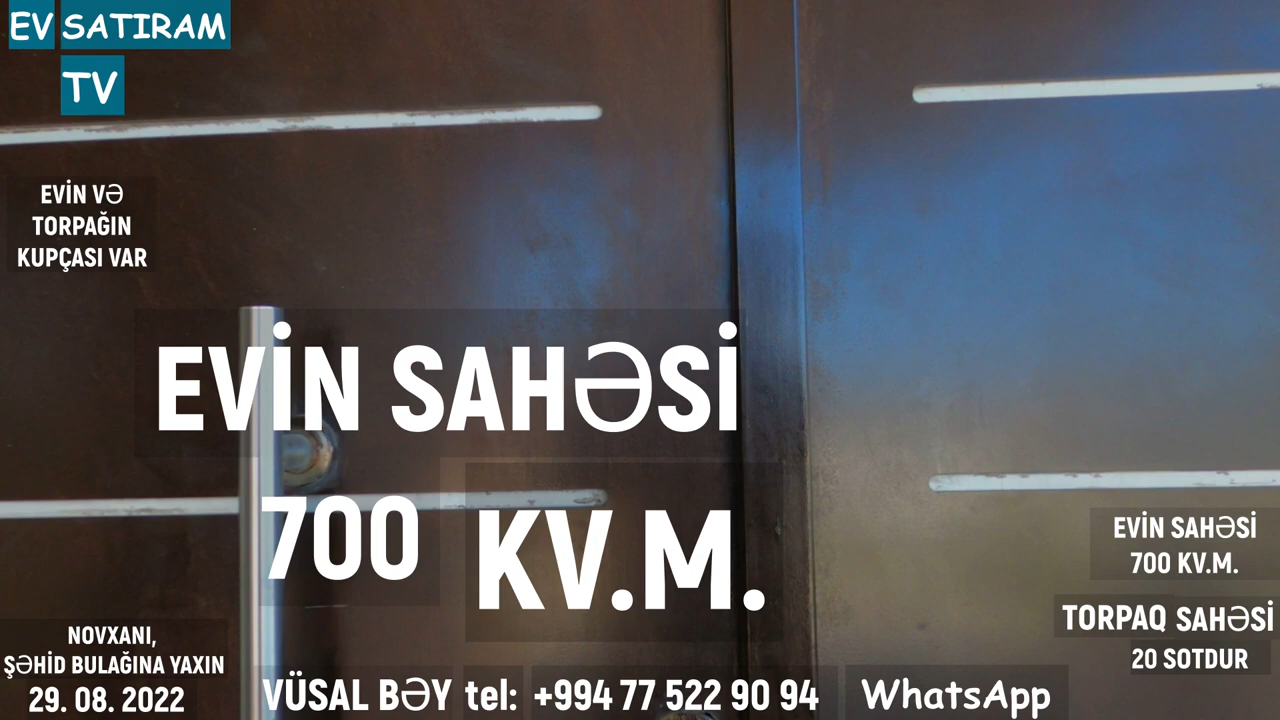 EV SATIRAM
TV
EVİN VƏ
TORPAĞIN
KUPÇASI VAR
EVİN SAHƏSİ
700 KV.M.
EVİN SAHƏSİ
700 KV.M.
TORPAQ SAHƏSİ
20 SOTDUR
NOVXANI,
ŞƏHİD BULAĞINA YAXIN
29. 08. 2022
VÜSAL BƏY tel: +994 77 522 90 94 WhatsApp